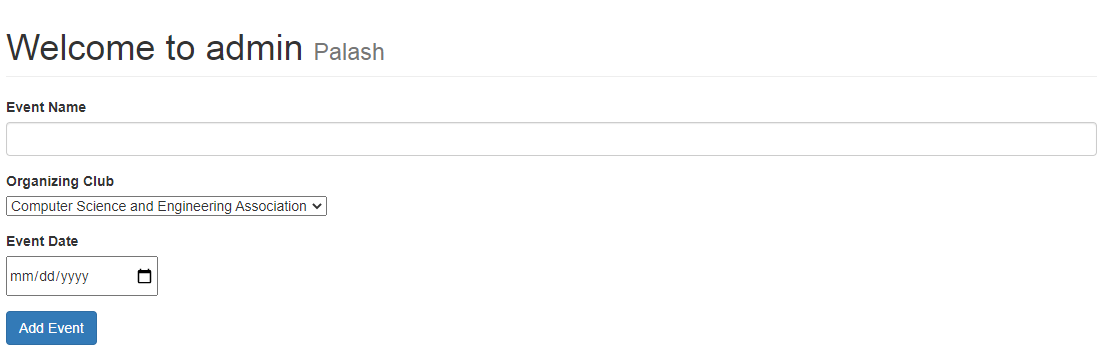 Welcome to admin Palash
Event Name
Organizing Club
Computer Science and Engineering Association
Event Date
mm/dd/yyyy
Add Event